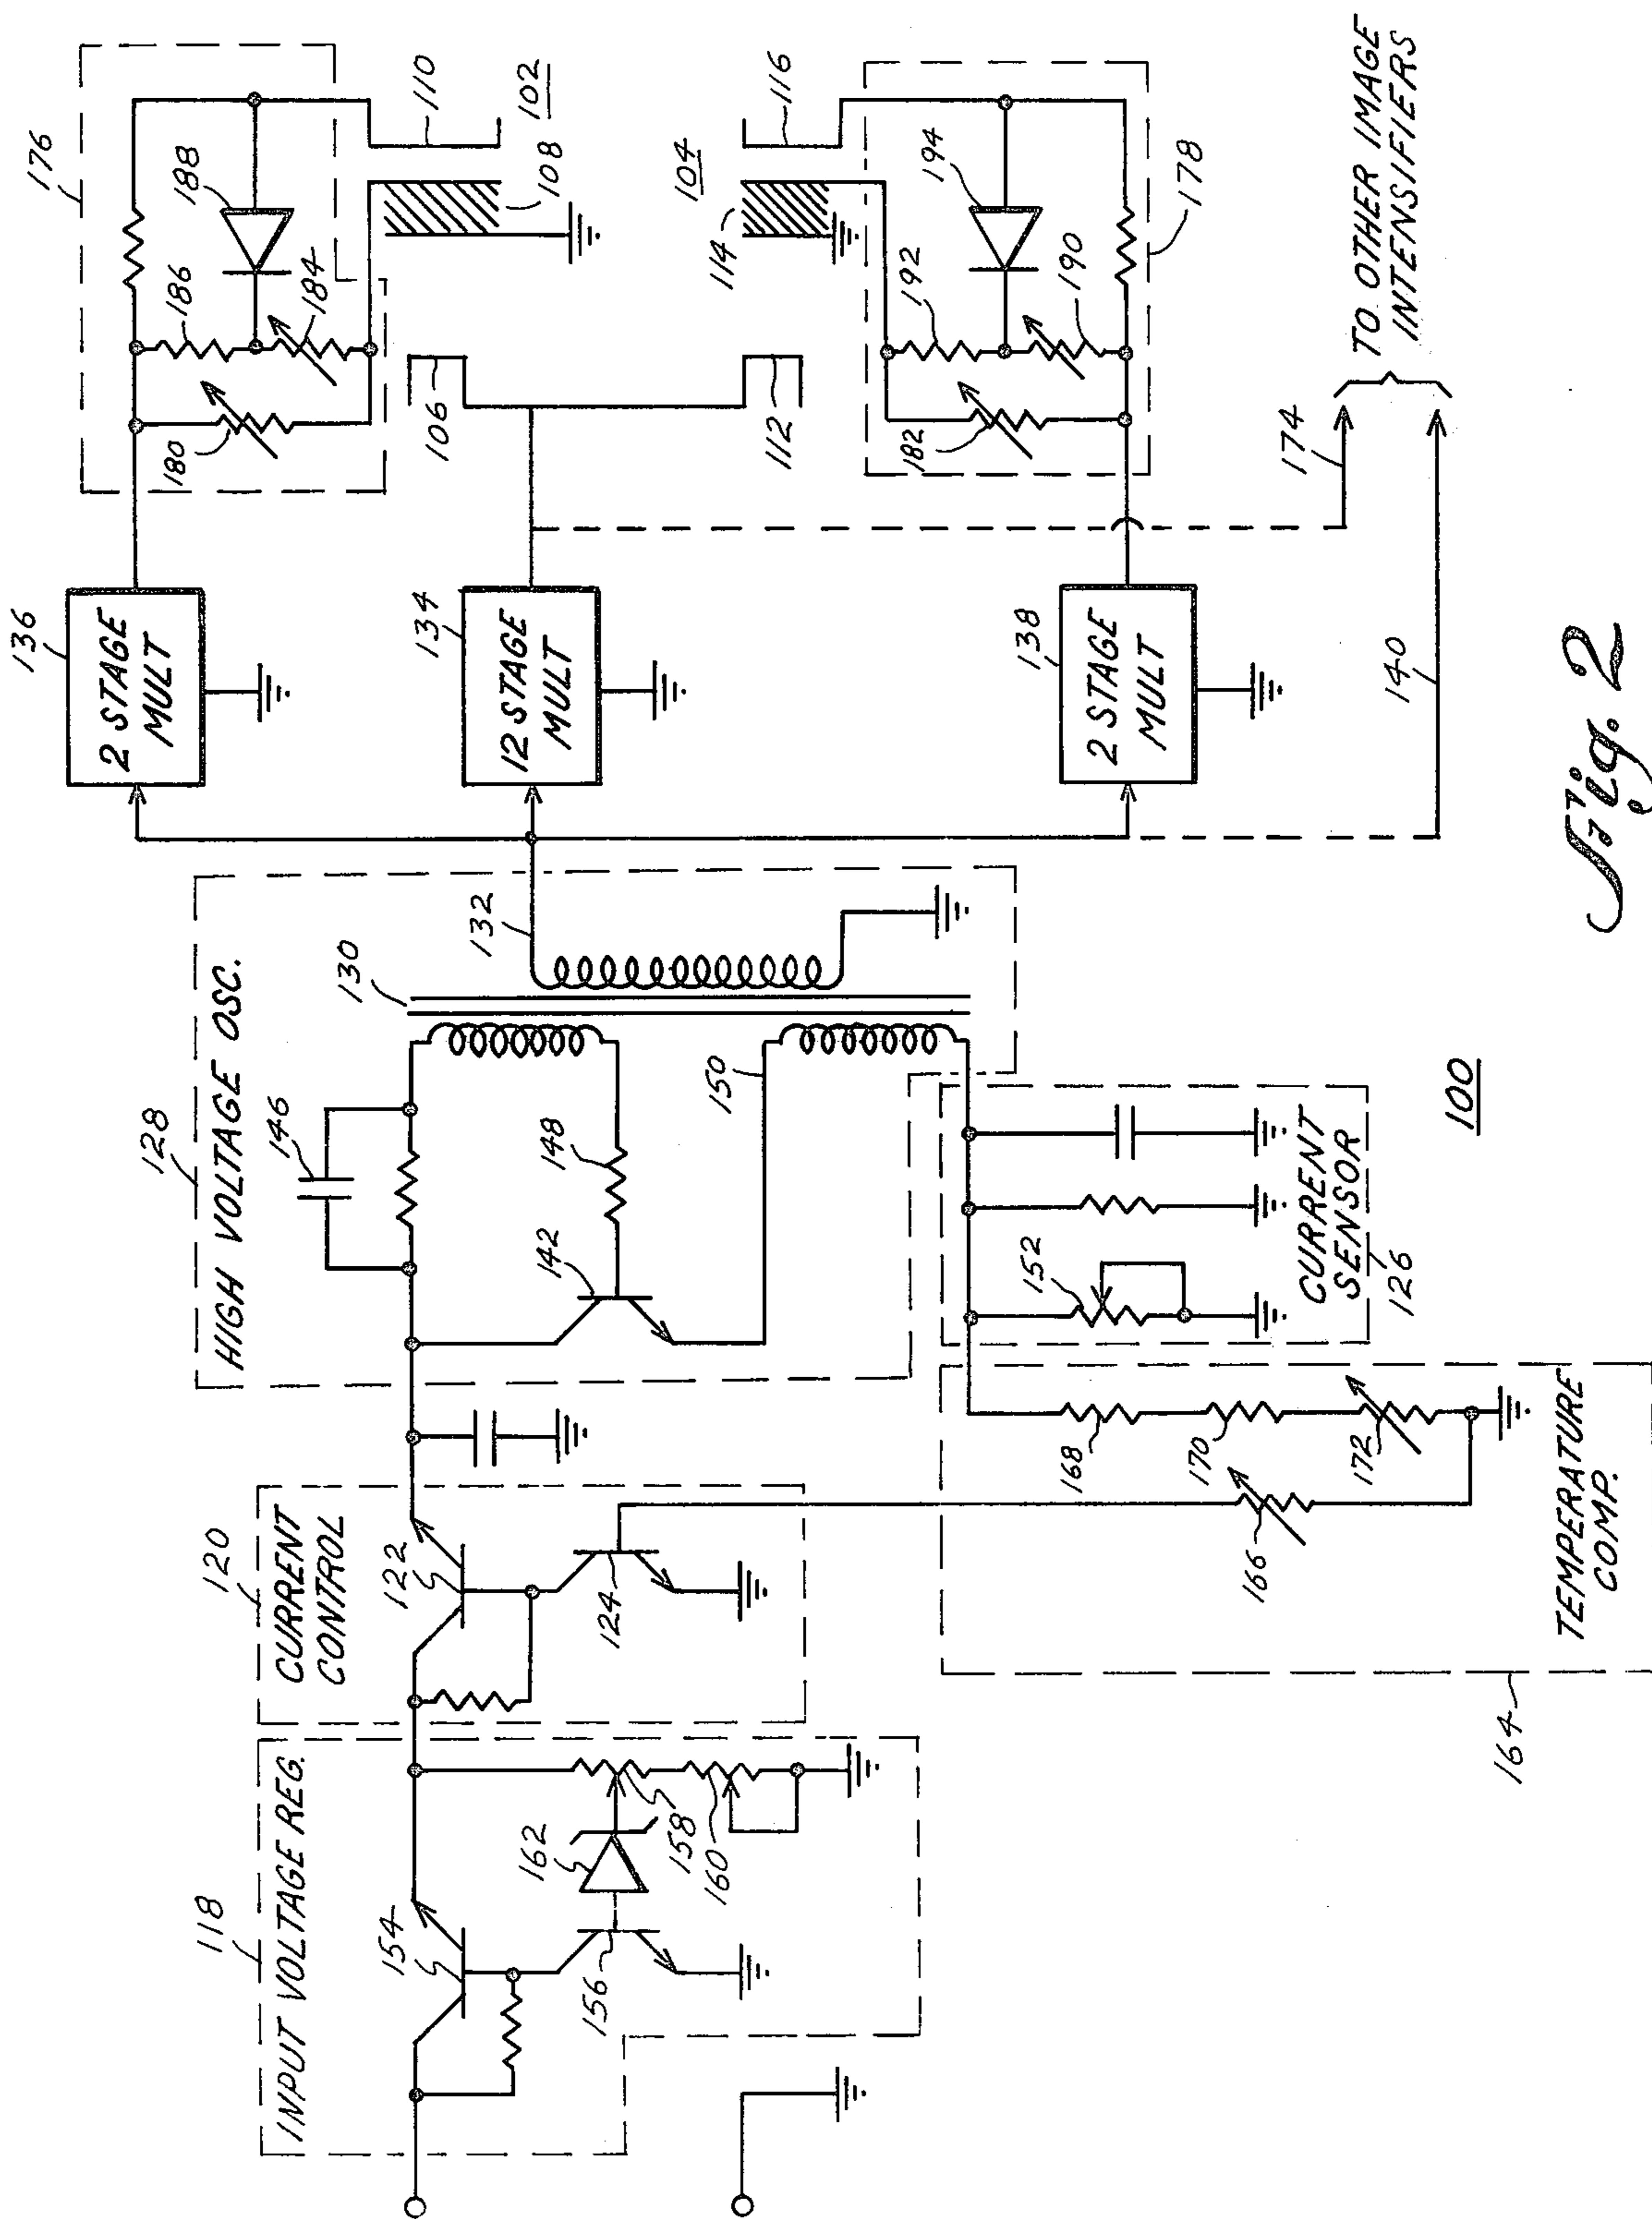 176
188
186
184
180
110
102
108
106
104
116
114
112
194
192
190
182
178
TO OTHER IMAGE
INTENSIFIERS
174
140
136
2 STAGE
MULT
134
12 STAGE
MULT
138
2 STAGE
MULT
128
HIGH VOLTAGE OSC.
130
132
146
148
142
150
152
CURRENT
SENSOR
126
100
120
CURRENT
CONTROL
122
124
168
170
172
166
TEMPERATURE
COMP.
164
118
INPUT VOLTAGE REG.
154
156
162
158
160
Fig. 2